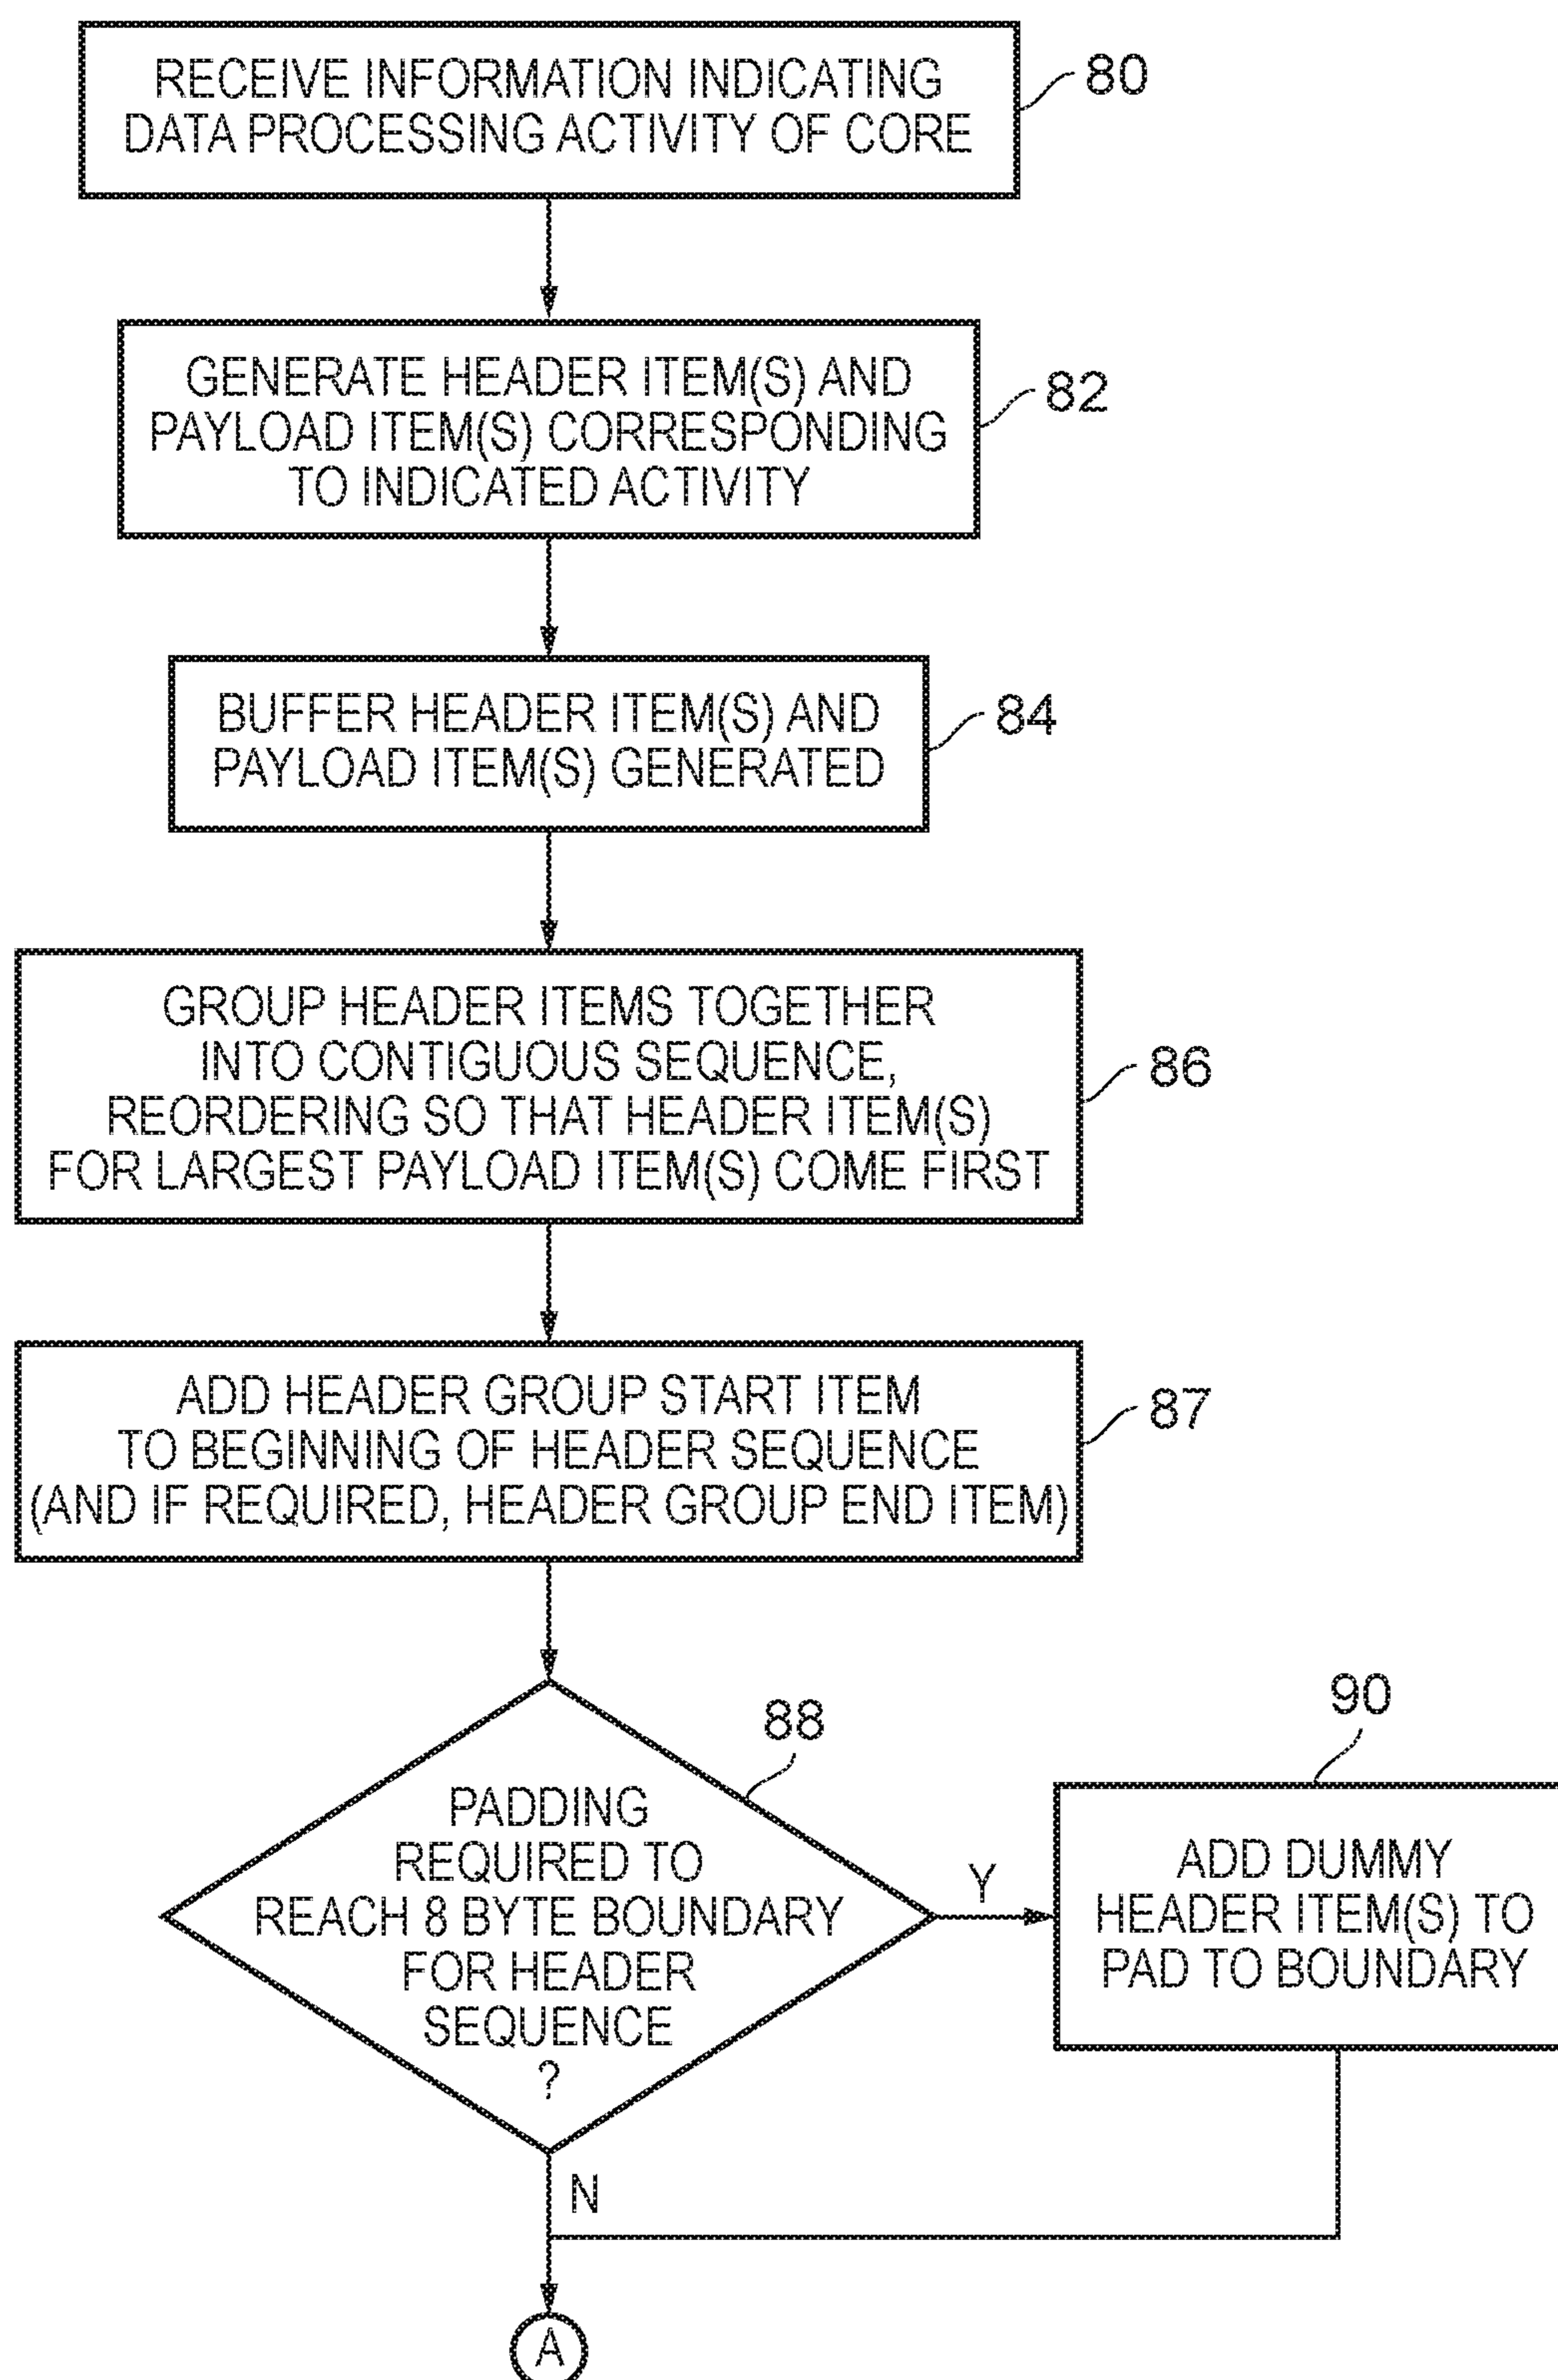 RECEIVE INFORMATION INDICATING
DATA PROCESSING ACTIVITY OF CORE
80
GENERATE HEADER ITEM(S) AND
PAYLOAD ITEM(S) CORRESPONDING
TO INDICATED ACTIVITY
82
BUFFER HEADER ITEM(S) AND
PAYLOAD ITEM(S) GENERATED
84
GROUP HEADER ITEMS TOGETHER
INTO CONTIGUOUS SEQUENCE,
REORDERING SO THAT HEADER ITEM(S)
FOR LARGEST PAYLOAD ITEM(S) COME FIRST
86
ADD HEADER GROUP START ITEM
TO BEGINNING OF HEADER SEQUENCE
(AND IF REQUIRED, HEADER GROUP END ITEM)
87
PADDING
REQUIRED TO
REACH 8 BYTE BOUNDARY
FOR HEADER
SEQUENCE
?
88
Y
90
ADD DUMMY
HEADER ITEM(S) TO
PAD TO BOUNDARY
N
A